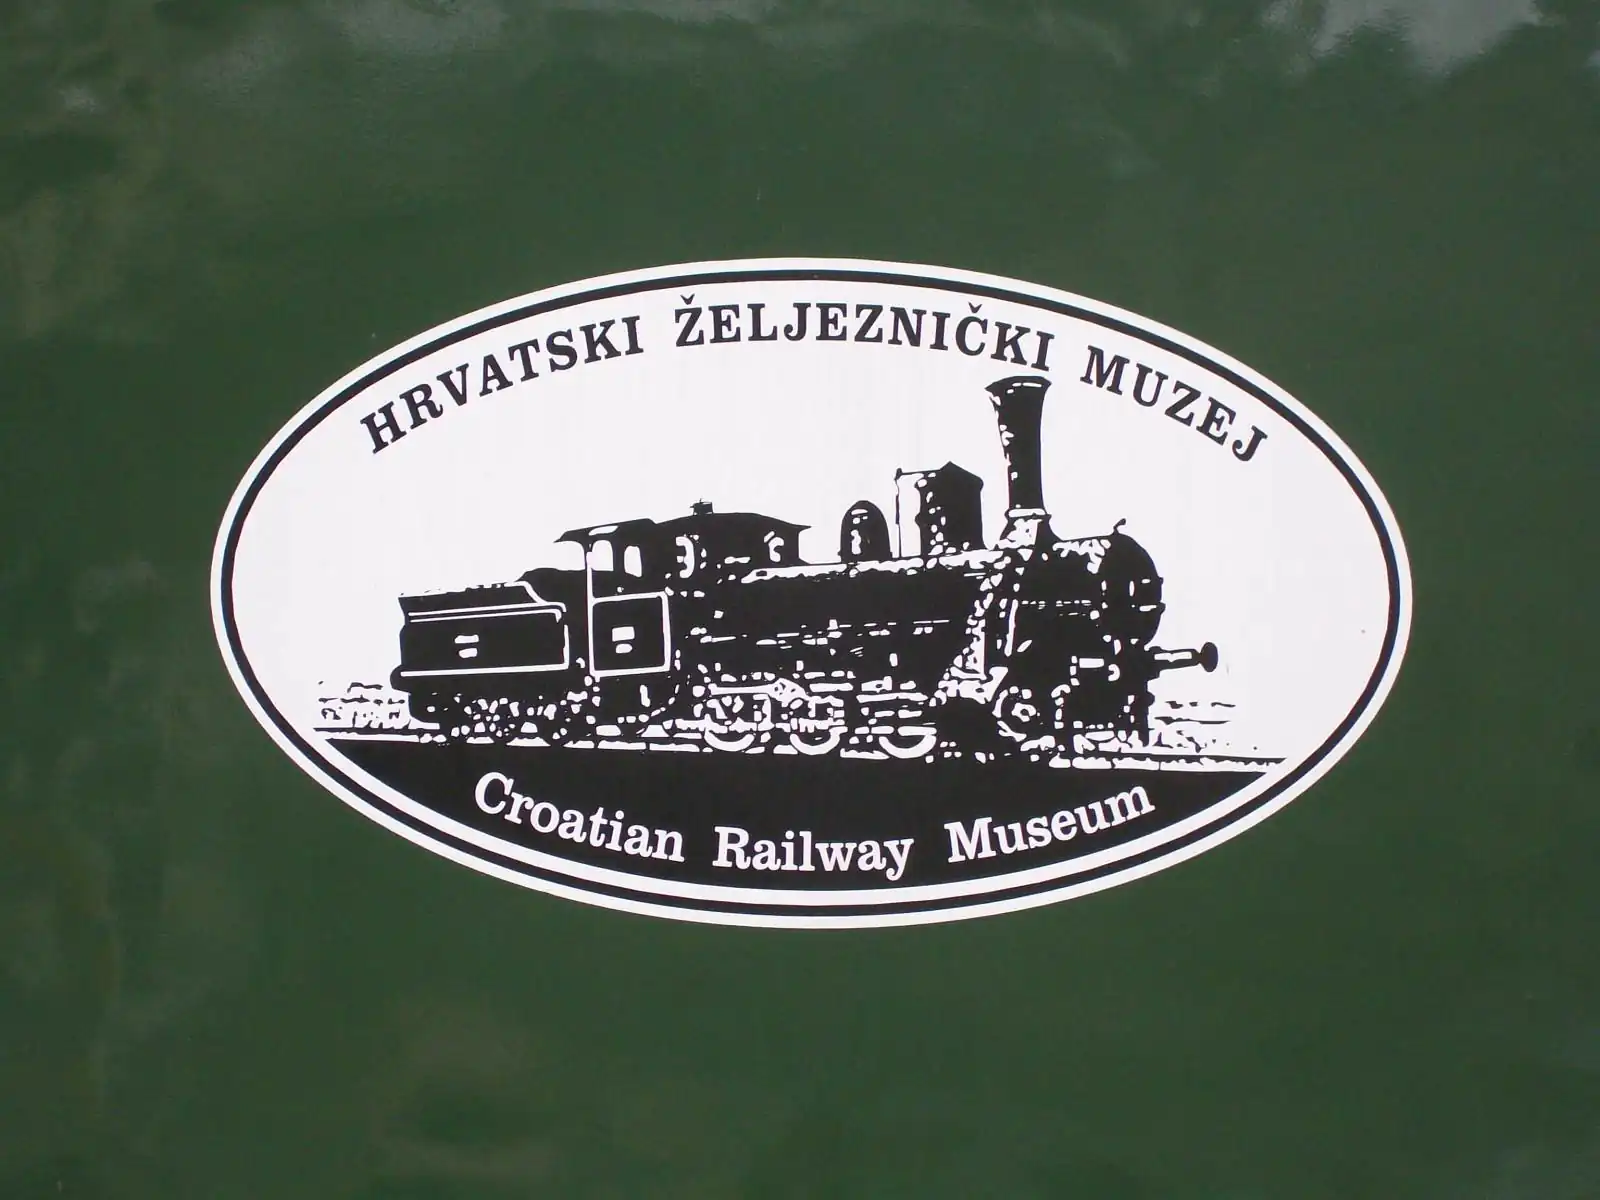 HRVATSKI ŽELJEZNIČKI MUZEJ
Croatian Railway Museum